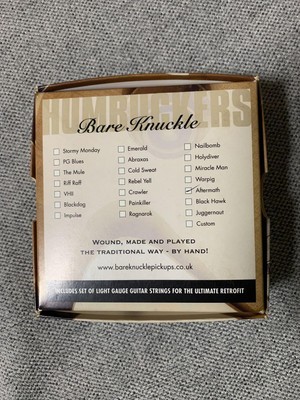 HUMBUCKERS
Bare Knuckle
Stormy Monday
PG Blues
The Mule
Riff Raff
VHII
Blackdog
Impulse
Emerald
Abraxas
Cold Sweat
Rebel Yell
Crawler
Painkiller
Ragnarok
Nailbomb
Holydiver
Miracle Man
Warpig
Aftermath
Black Hawk
Juggernaut
Custom
WOUND, MADE AND PLAYED
THE TRADITIONAL WAY - BY HAND!
www.bareknucklepickups.co.uk
INCLUDES SET OF LIGHT GAUGE GUITAR STRINGS FOR THE ULTIMATE RETROFIT